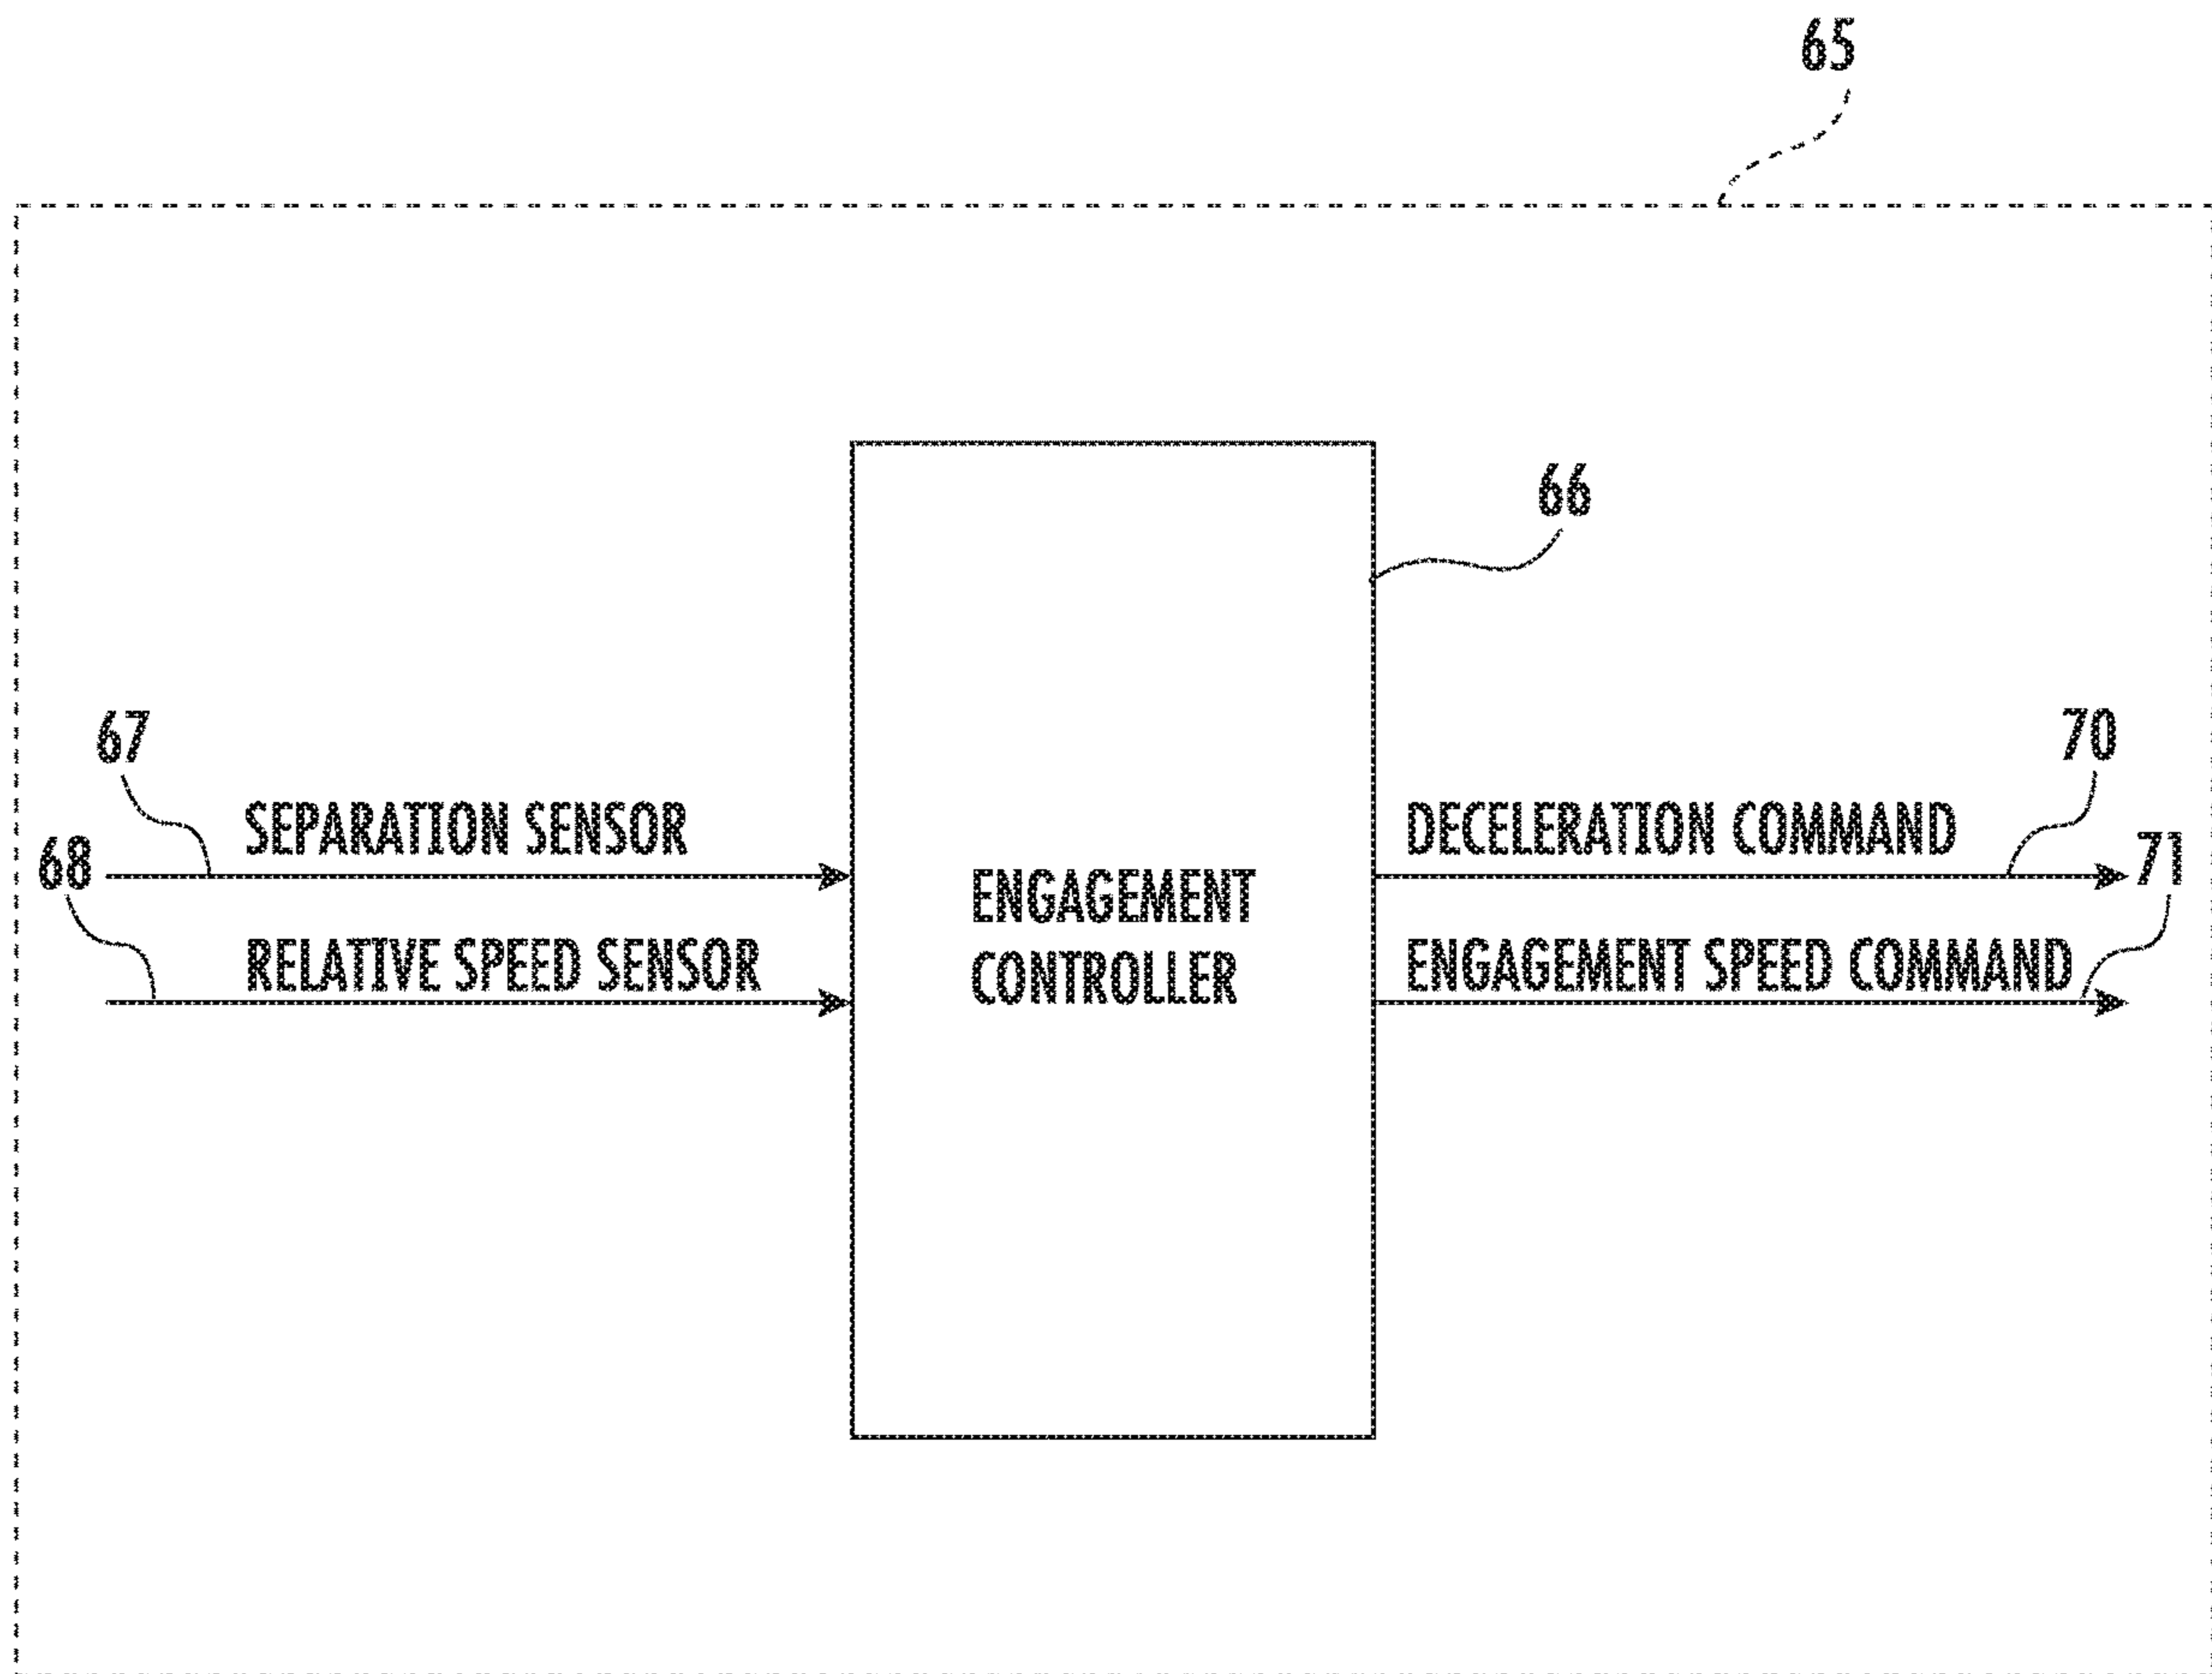 65
66
67
SEPARATION SENSOR
68
RELATIVE SPEED SENSOR
ENGAGEMENT
CONTROLLER
70
DECELERATION COMMAND
71
ENGAGEMENT SPEED COMMAND